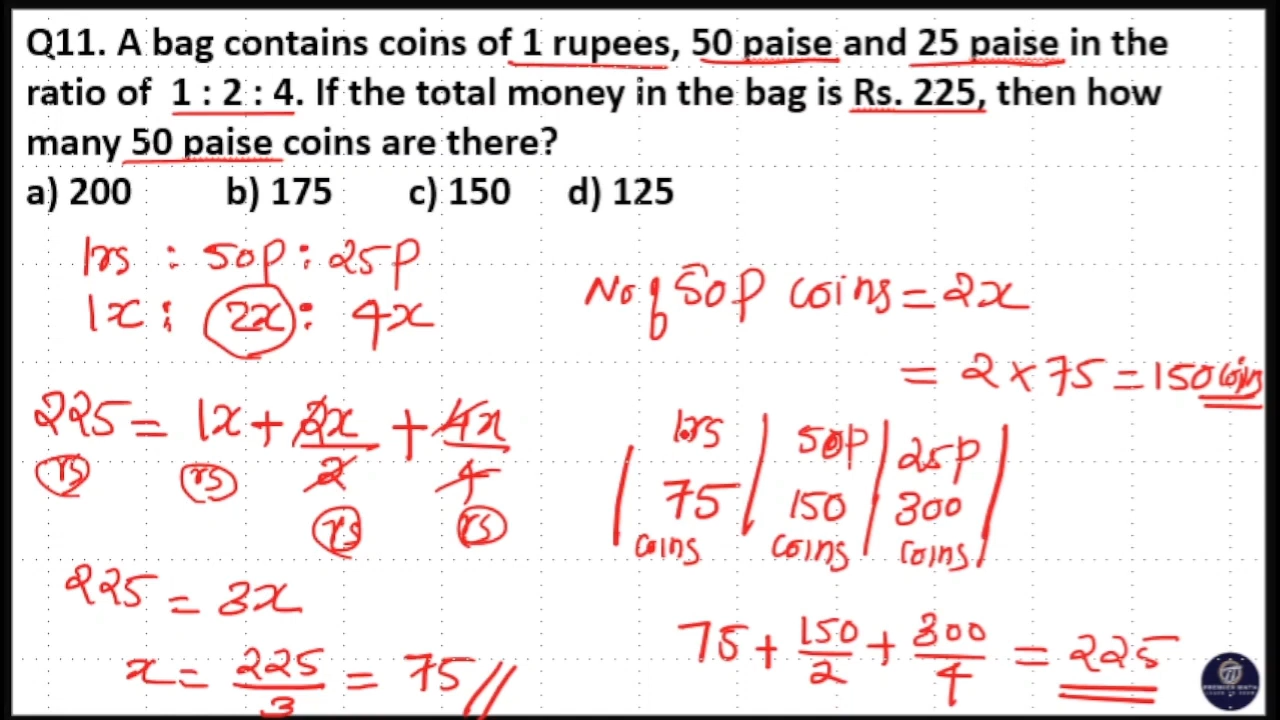 Q11. A bag contains coins of 1 rupees, 50 paise and 25 paise in the
ratio of 1 : 2 : 4. If the total money in the bag is Rs. 225, then how
many 50 paise coins are there?
a) 200 b) 175 c) 150 d) 125
1rs : 50p : 25p
1x : 2x : 4x
225 = 1x + 2x/2 + 4x/4
rs rs rs rs
225 = 3x
x = 225/3 = 75 //
No of 50p coins = 2x
= 2 × 75 = 150 coins
| 1rs | 50p | 25p |
75 150 300
coins coins coins
75 + 150/2 + 300/4 = 225
PREMIER MATH